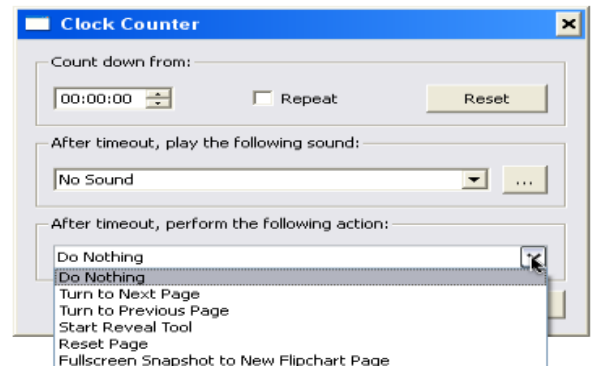 Clock Counter
Count down from:
00:00:00 Repeat Reset
After timeout, play the following sound:
No Sound ...
After timeout, perform the following action:
Do Nothing
Do Nothing
Turn to Next Page
Turn to Previous Page
Start Reveal Tool
Reset Page
Fullscreen Snapshot to New Flipchart Page